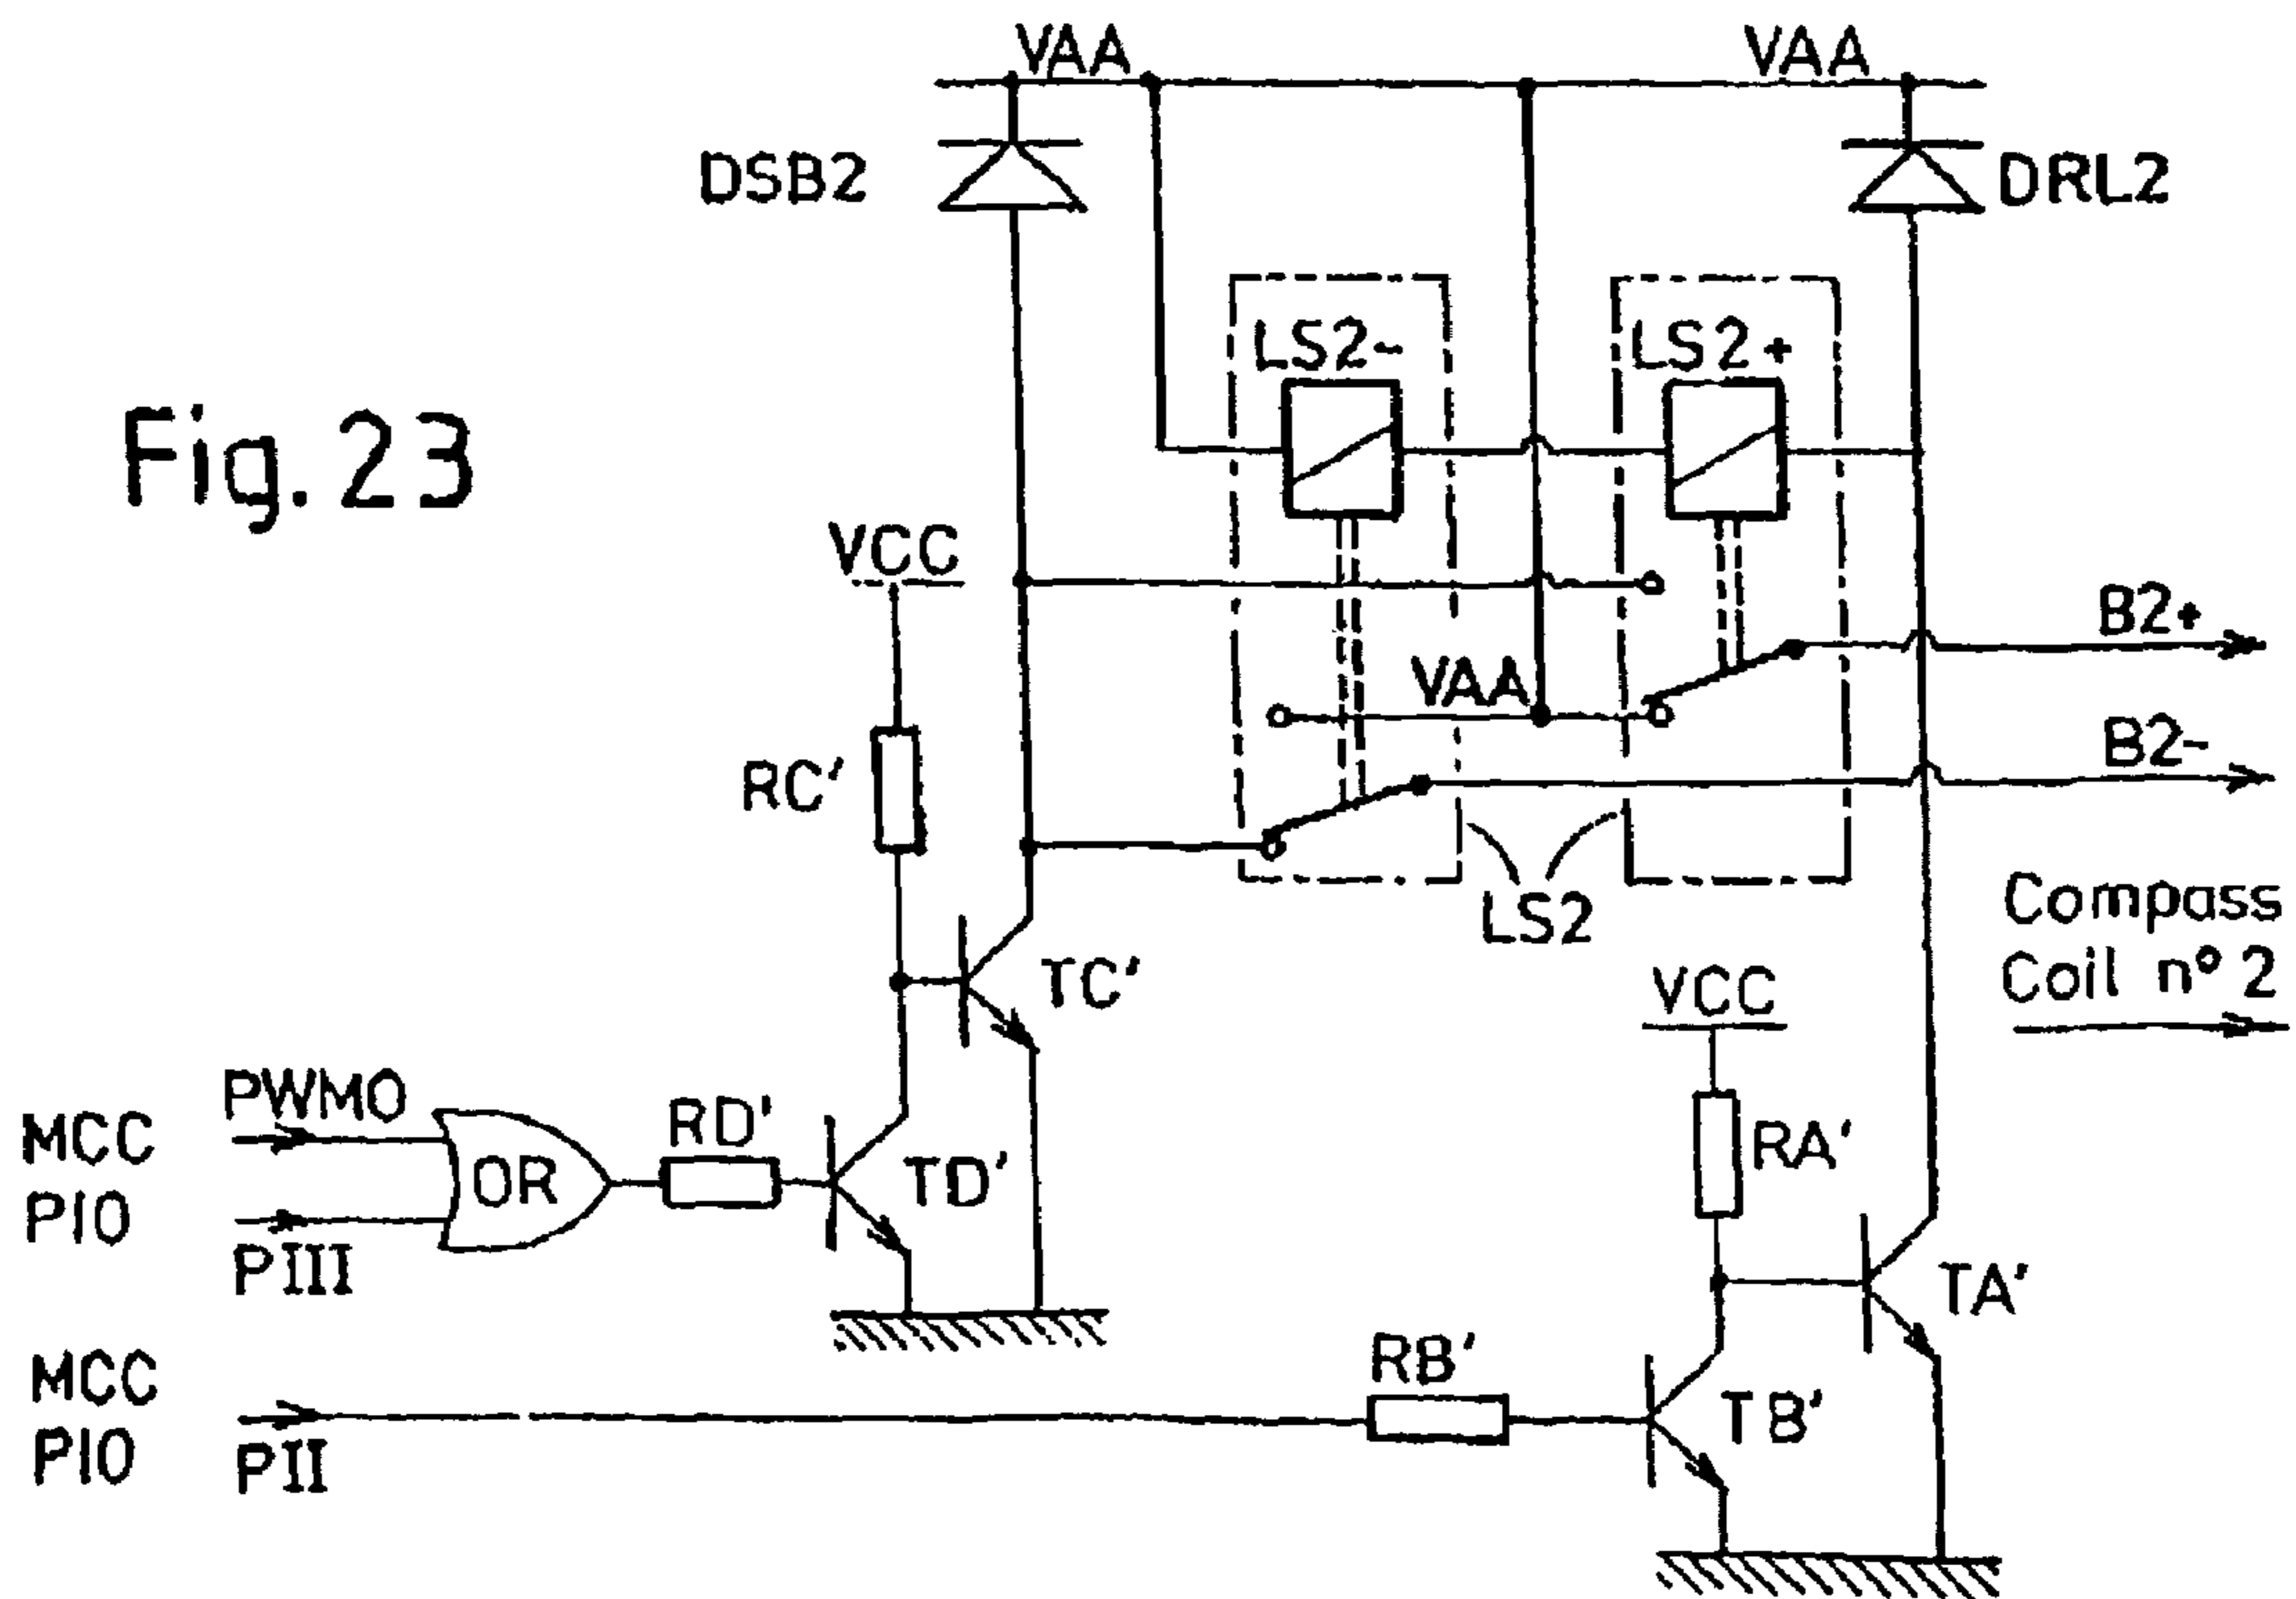 VAA
VAA
DSB2
DRL2
LS2-
LS2+
Fig. 23
VCC
B2+
VAA
B2-
RC'
LS2
Compass
Coil n° 2
TC'
VCC
PWM0
MCC
OR
RD'
TD'
RA'
PIO
PIII
TA'
RB'
MCC
PIO
PII
TB'